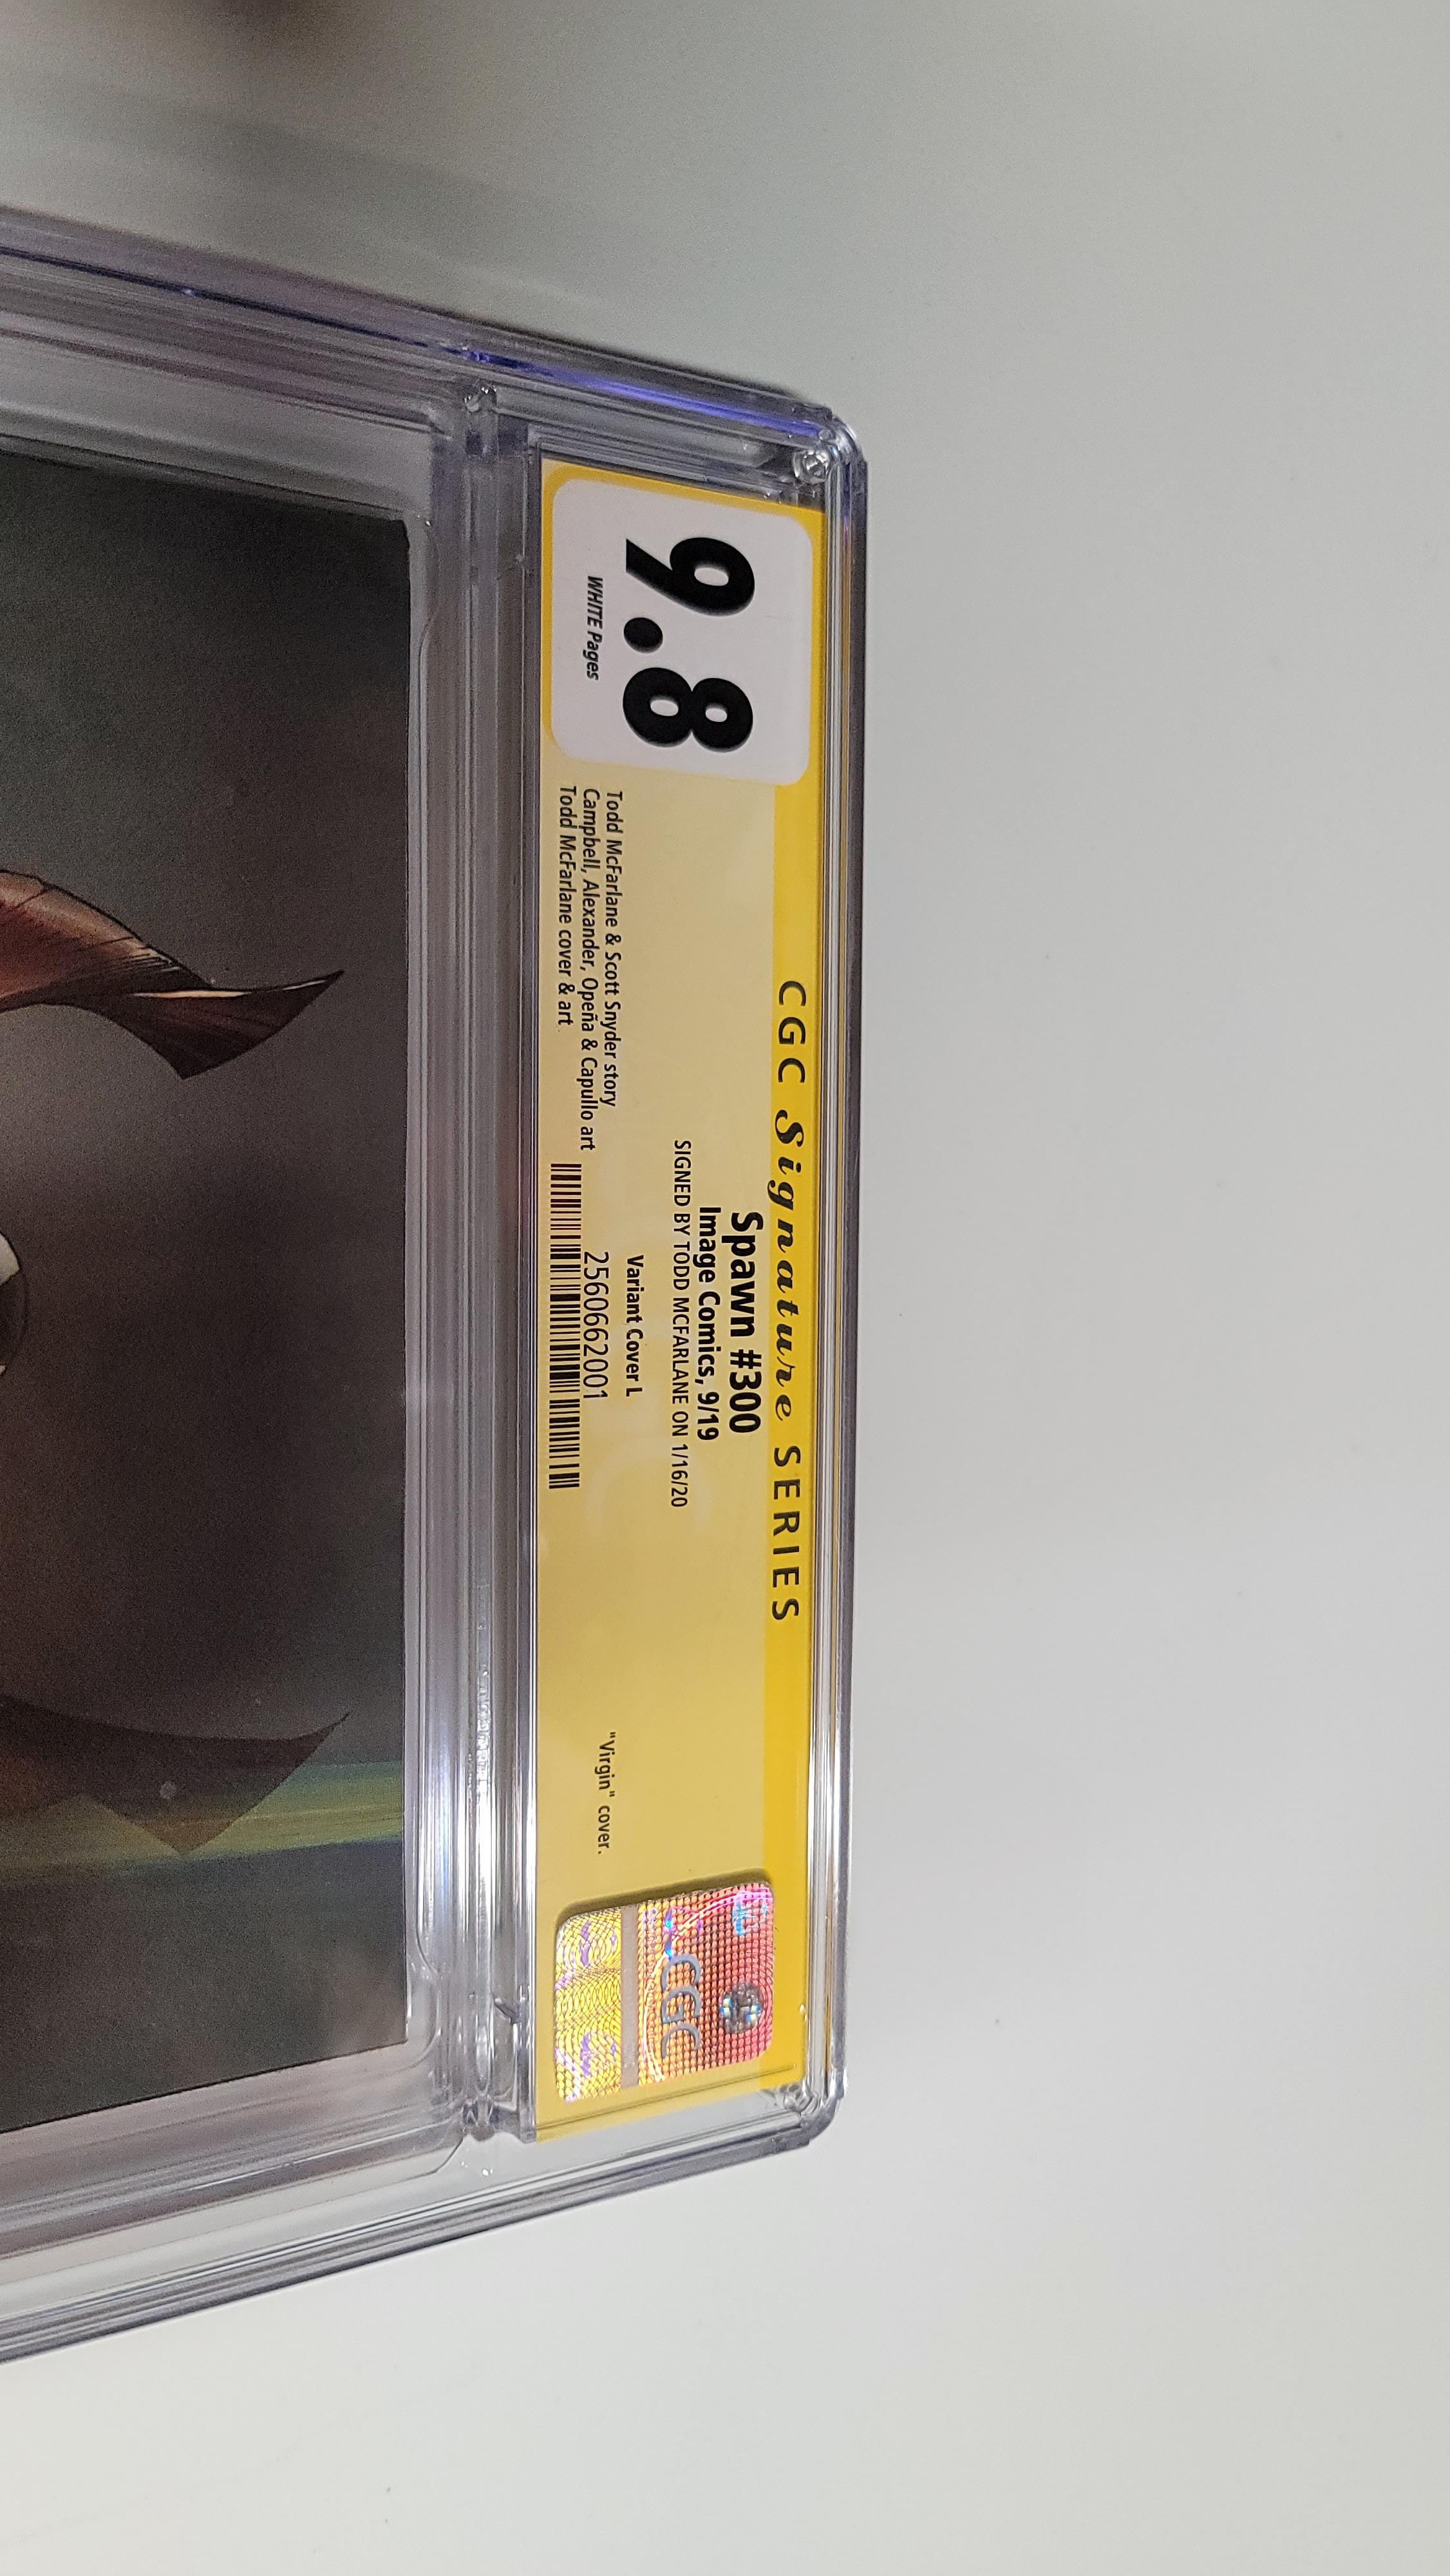 CGC Signature SERIES
9.8
WHITE Pages
Spawn #300
Image Comics, 9/19
SIGNED BY TODD MCFARLANE ON 1/16/20
Variant Cover L
2560662001
Todd McFarlane & Scott Snyder story
Campbell, Alexander, Opeña & Capullo art
Todd McFarlane cover & art
"Virgin" cover.
CGC